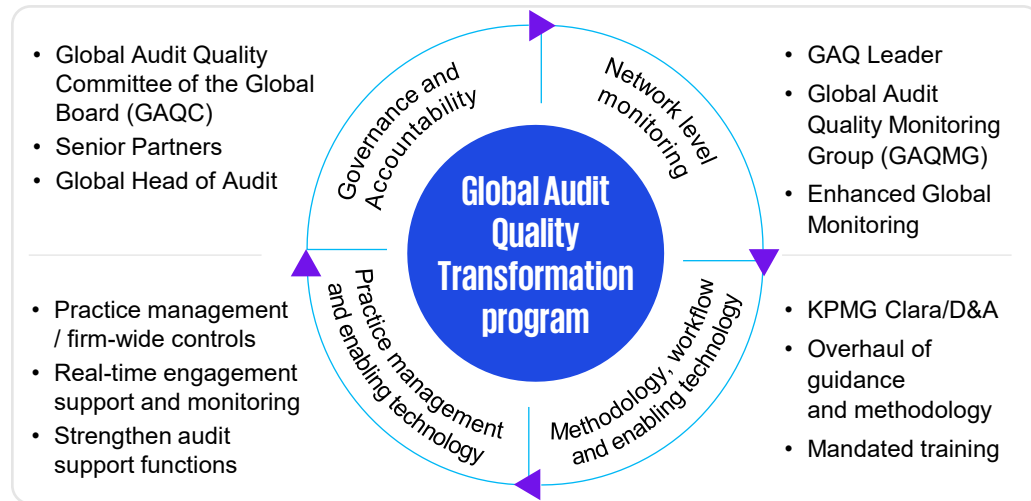 • Global Audit Quality
Committee of the Global
Board (GAQC)
• Senior Partners
• Global Head of Audit
Governance and
Accountability
Network level
monitoring
• GAQ Leader
• Global Audit
Quality Monitoring
Group (GAQMG)
• Enhanced Global
Monitoring
Global Audit
Quality
Transformation
program
• Practice management
/ firm-wide controls
• Real-time engagement
support and monitoring
• Strengthen audit
support functions
Practice management
and enabling technology
Methodology, workflow
and enabling technology
• KPMG Clara/D&A
• Overhaul of
guidance
and methodology
• Mandated training